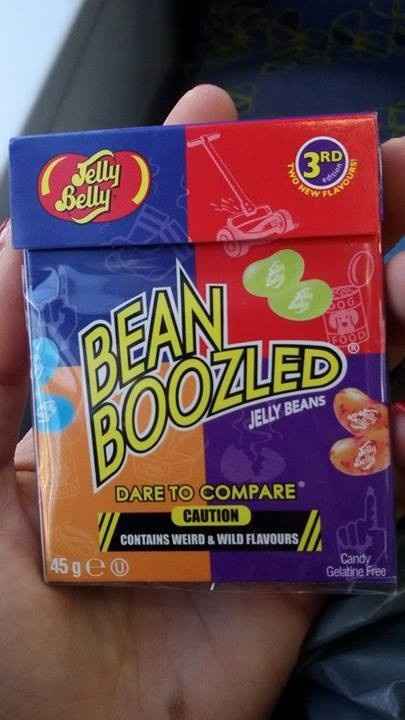 Jelly
Belly
3RD
edition
TWO NEW FLAVOURS!
BEAN
BOOZLED®
JELLY BEANS
DOG
FOOD
DARE TO COMPARE®
CAUTION
CONTAINS WEIRD & WILD FLAVOURS
45 g e U
Candy
Gelatine Free